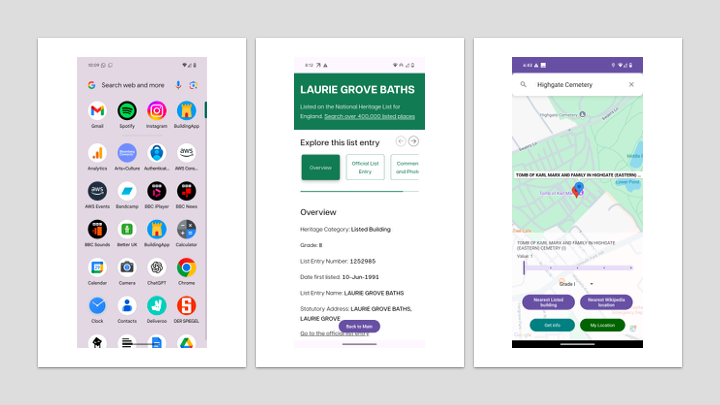 10:09
Search web and more
Gmail
Spotify
Instagram
BuildingApp
Analytics
Arts+Culture
Authenticat...
AWS Cons...
AWS Events
Bandcamp
BBC iPlayer
BBC News
BBC Sounds
Better UK
BuildingApp
Calculator
Calendar
Camera
ChatGPT
Chrome
Clock
Contacts
Deliveroo
DER SPIEGEL
LAURIE GROVE BATHS
Listed on the National Heritage List for
England. Search over 400,000 listed places
Explore this list entry
Overview
Official List
Entry
Commen
and Phot
Overview
Heritage Category: Listed Building
Grade: II
List Entry Number: 1252985
Date first listed: 10-Jun-1991
List Entry Name: LAURIE GROVE BATHS
Statutory Address: LAURIE GROVE BATHS,
LAURIE GROVE
Back to Main
Go to the official list entry
Highgate Cemetery
Highgate Cemetery
Swain's Ln
TOMB OF KARL MARX AND FAMILY IN HIGHGATE (EASTERN) ...
Tomb of Karl Marx
Lower Pond
TOMB OF KARL MARX AND FAMILY IN HIGHGATE
(EASTERN) CEMETERY (I)
Value: 1
Grade I
Nearest Listed
building
Nearest Wikipedia
location
Get info
My Location